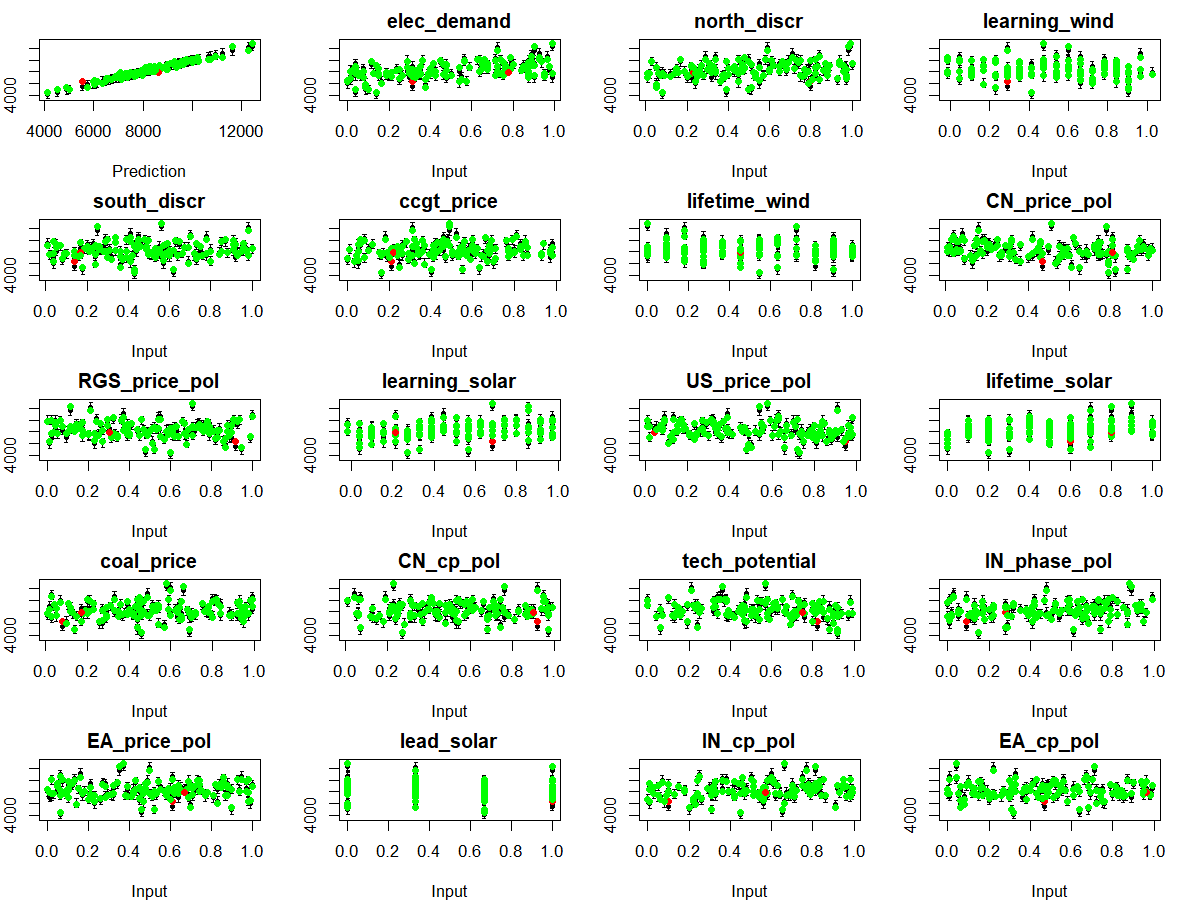 elec_demand north_discr learning_wind
4000 4000 4000 4000
4000 6000 8000 12000 0.0 0.2 0.4 0.6 0.8 1.0 0.0 0.2 0.4 0.6 0.8 1.0 0.0 0.2 0.4 0.6 0.8 1.0
Prediction Input Input Input
south_discr ccgt_price lifetime_wind CN_price_pol
4000 4000 4000 4000
0.0 0.2 0.4 0.6 0.8 1.0 0.0 0.2 0.4 0.6 0.8 1.0 0.0 0.2 0.4 0.6 0.8 1.0 0.0 0.2 0.4 0.6 0.8 1.0
Input Input Input Input
RGS_price_pol learning_solar US_price_pol lifetime_solar
4000 4000 4000 4000
0.0 0.2 0.4 0.6 0.8 1.0 0.0 0.2 0.4 0.6 0.8 1.0 0.0 0.2 0.4 0.6 0.8 1.0 0.0 0.2 0.4 0.6 0.8 1.0
Input Input Input Input
coal_price CN_cp_pol tech_potential IN_phase_pol
4000 4000 4000 4000
0.0 0.2 0.4 0.6 0.8 1.0 0.0 0.2 0.4 0.6 0.8 1.0 0.0 0.2 0.4 0.6 0.8 1.0 0.0 0.2 0.4 0.6 0.8 1.0
Input Input Input Input
EA_price_pol lead_solar IN_cp_pol EA_cp_pol
4000 4000 4000 4000
0.0 0.2 0.4 0.6 0.8 1.0 0.0 0.2 0.4 0.6 0.8 1.0 0.0 0.2 0.4 0.6 0.8 1.0 0.0 0.2 0.4 0.6 0.8 1.0
Input Input Input Input